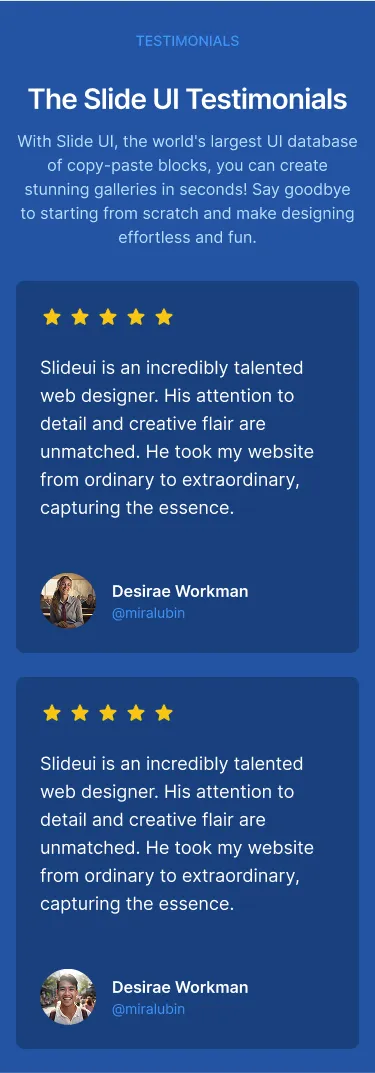 TESTIMONIALS
The Slide UI Testimonials
With Slide UI, the world's largest UI database
of copy-paste blocks, you can create
stunning galleries in seconds! Say goodbye
to starting from scratch and make designing
effortless and fun.
Slideui is an incredibly talented
web designer. His attention to
detail and creative flair are
unmatched. He took my website
from ordinary to extraordinary,
capturing the essence.
Desirae Workman
@miralubin
Slideui is an incredibly talented
web designer. His attention to
detail and creative flair are
unmatched. He took my website
from ordinary to extraordinary,
capturing the essence.
Desirae Workman
@miralubin